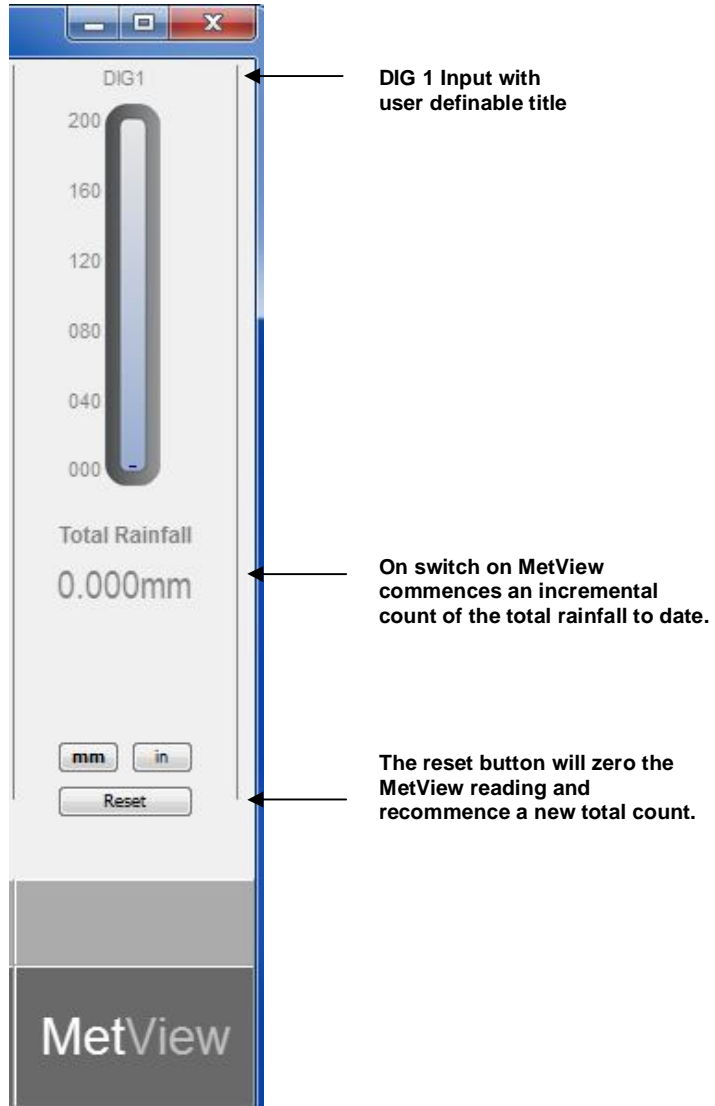 DIG1
DIG 1 Input with
user definable title
200
160
120
080
040
000
Total Rainfall
0.000mm
On switch on MetView
commences an incremental
count of the total rainfall to date.
mm in
Reset
The reset button will zero the
MetView reading and
recommence a new total count.
MetView